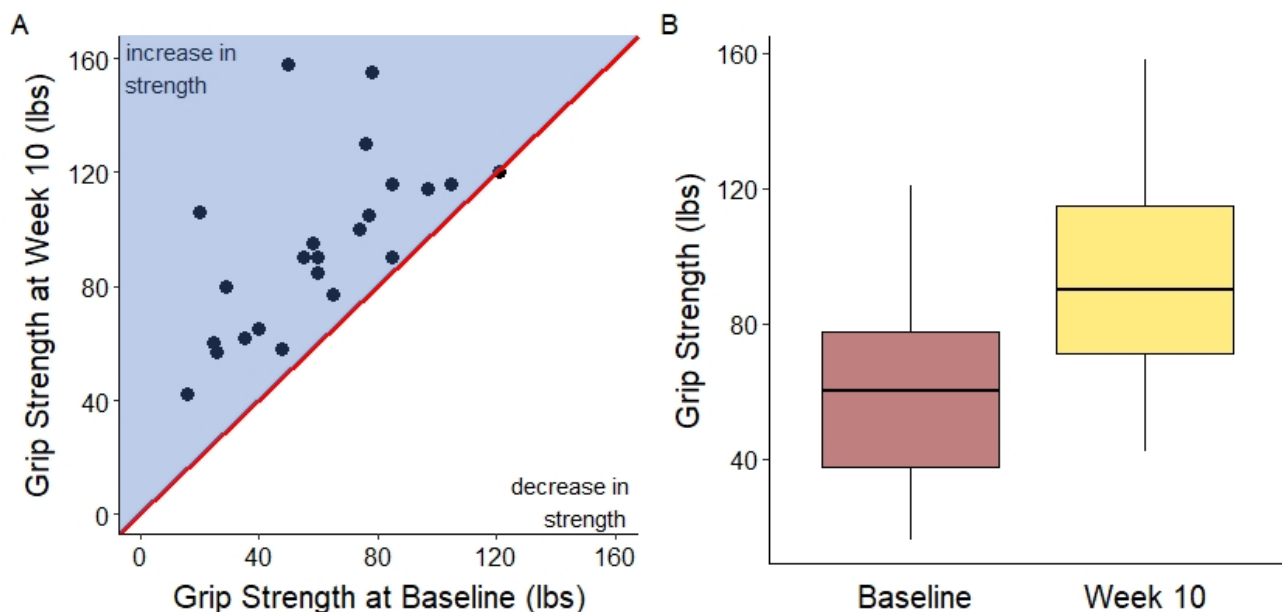 A
increase in
strength
Grip Strength at Week 10 (lbs)
160
120
80
40
0
decrease in
strength
0 40 80 120 160
Grip Strength at Baseline (lbs)
B
Grip Strength (lbs)
160
120
80
40
Baseline Week 10